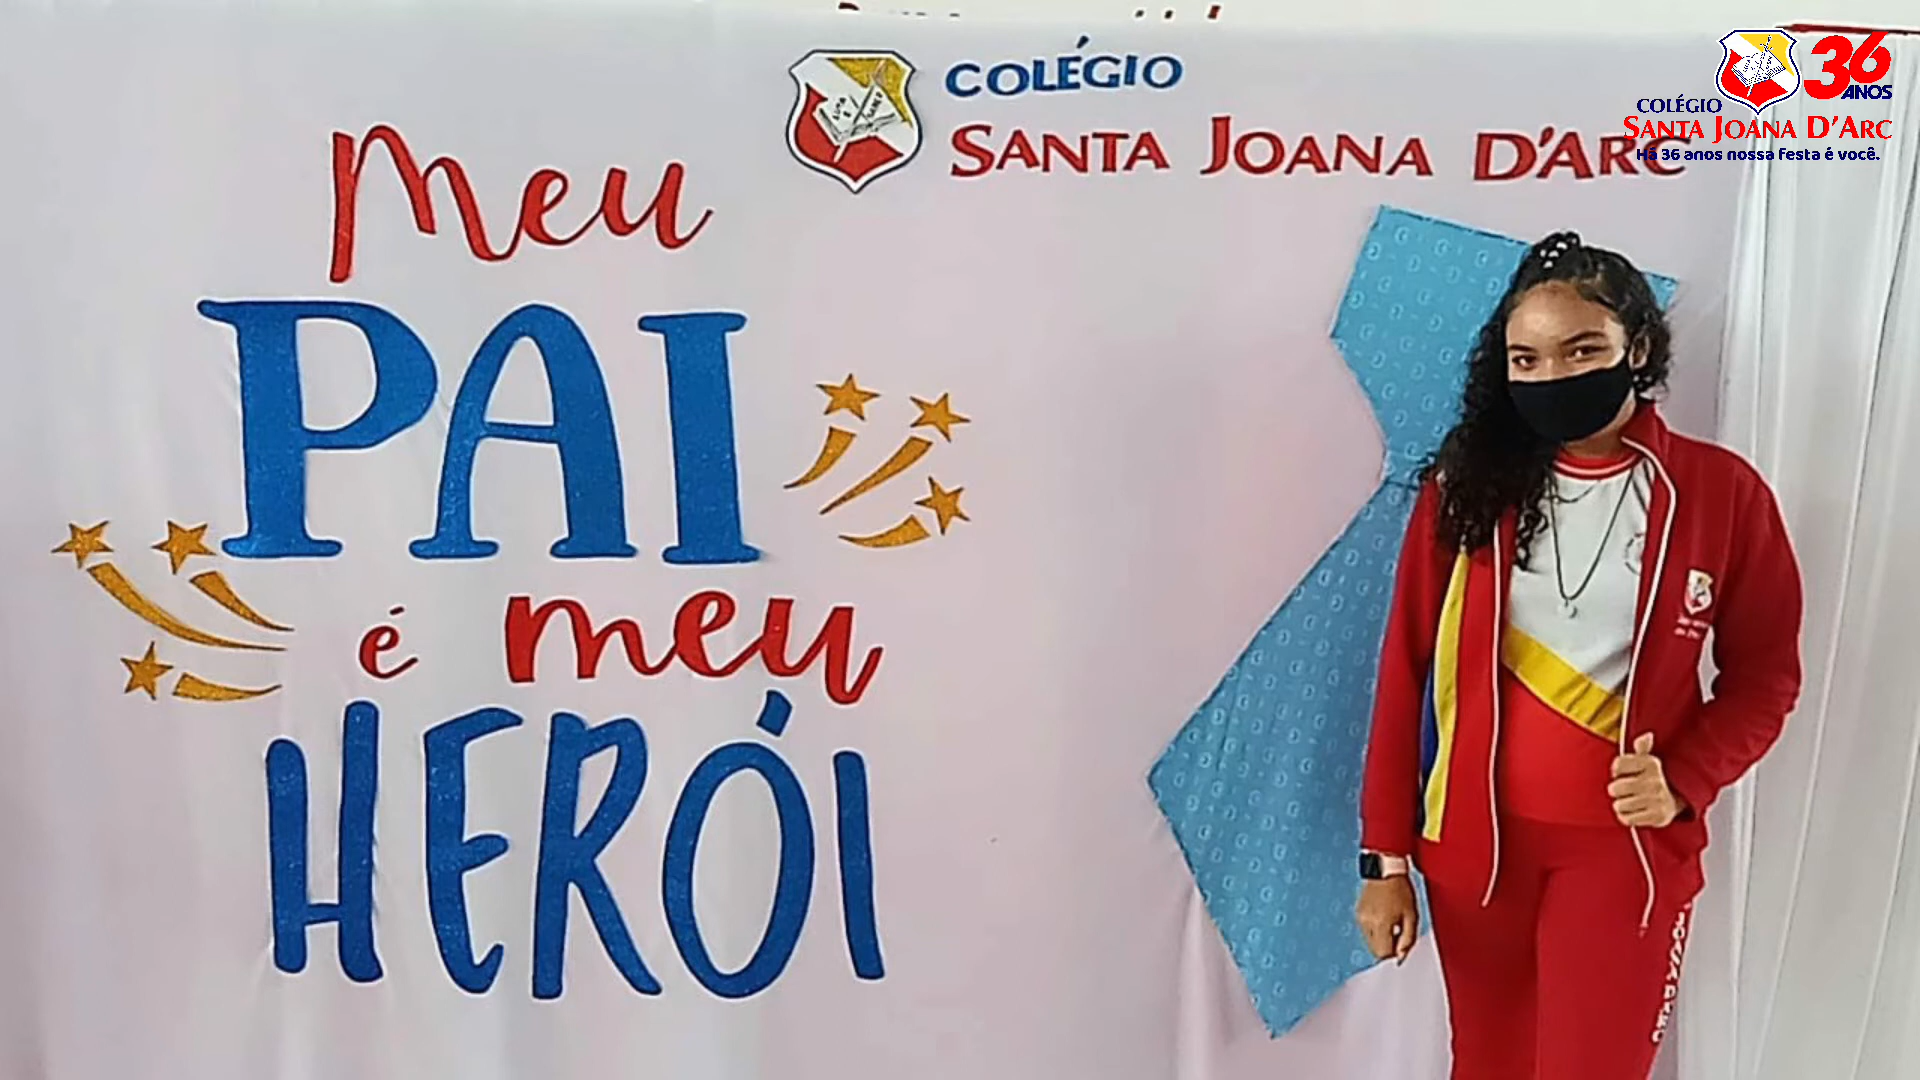 COLÉGIO
SANTA JOANA D'ARC
Meu
PAI
é meu
HERÓI
36
ANOS
COLÉGIO
SANTA JOANA D'ARC
Há 36 anos nossa festa é você.